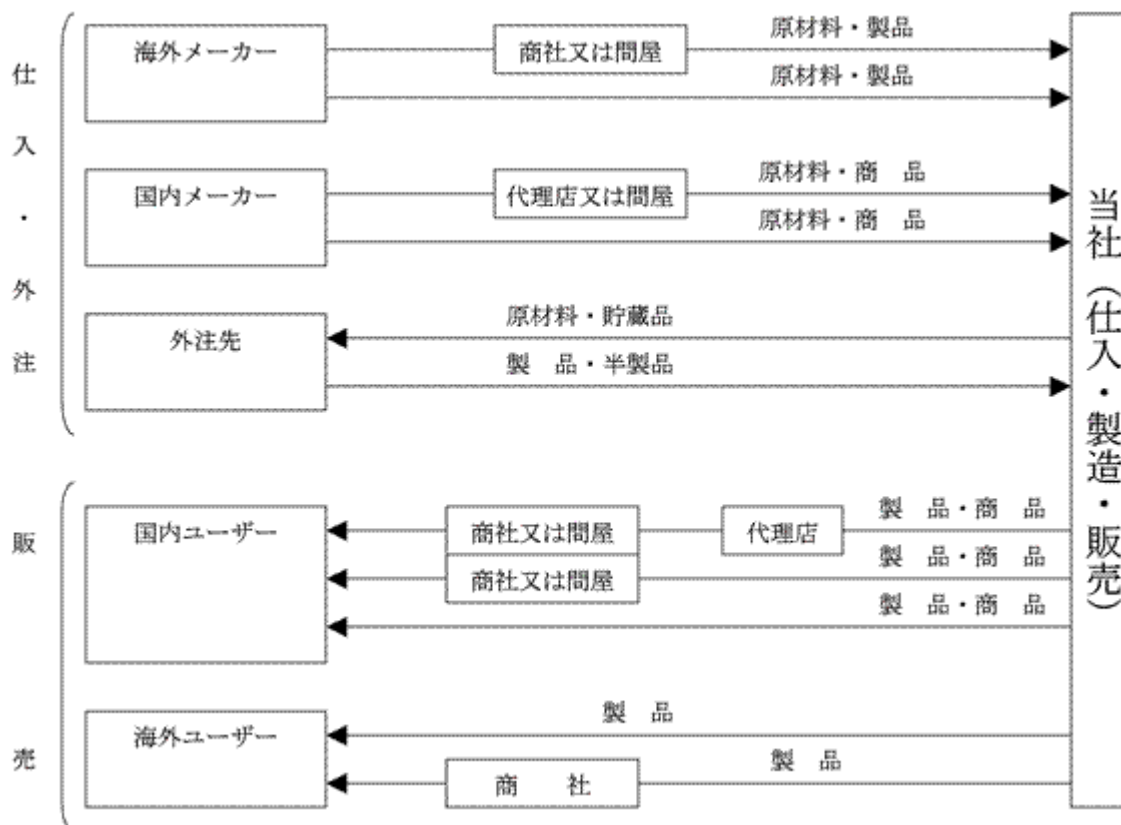 仕入・外注
海外メーカー
商社又は問屋
原材料・製品
原材料・製品
国内メーカー
代理店又は問屋
原材料・商　品
原材料・商　品
外注先
原材料・貯蔵品
製　品・半製品
販売
国内ユーザー
商社又は問屋
代理店
製　品・商　品
商社又は問屋
製　品・商　品
製　品・商　品
海外ユーザー
製　品
商　　社
製　品
当社（仕入・製造・販売）